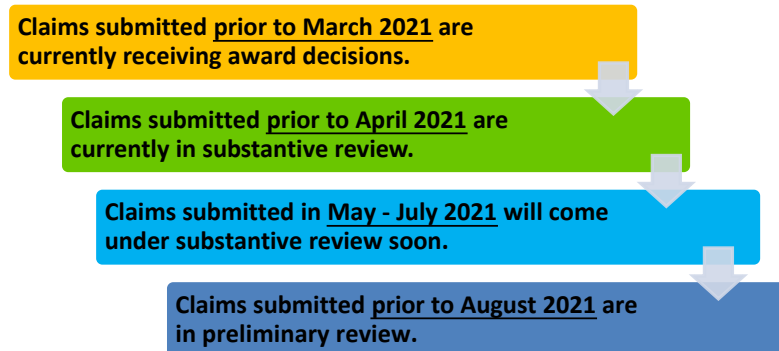 Claims submitted prior to March 2021 are
currently receiving award decisions.
Claims submitted prior to April 2021 are
currently in substantive review.
Claims submitted in May - July 2021 will come
under substantive review soon.
Claims submitted prior to August 2021 are
in preliminary review.